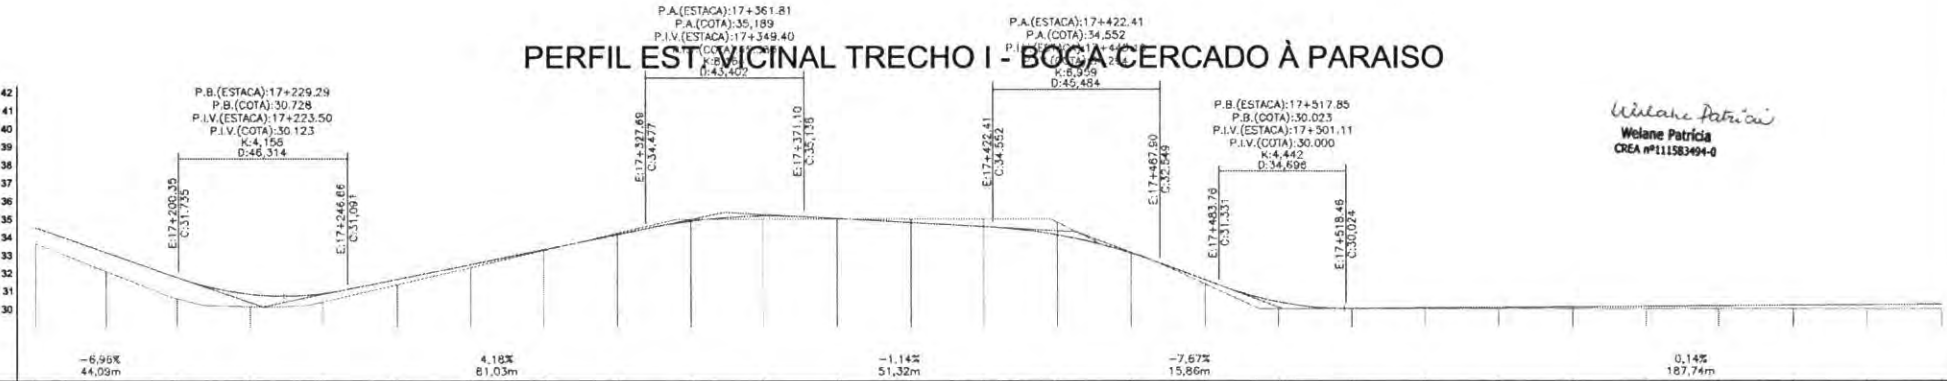 PERFIL EST. VICINAL TRECHO I - BOCA CERCADO À PARAISO
P.B.(ESTACA):17+229.29
P.B.(COTA):30.728
P.I.V.(ESTACA):17+223.50
P.I.V.(COTA):30.123
K:4,158
D:46,314
E:17+200.35
C:31.735
E:17+246.66
C:31,091
P.A.(ESTACA):17+361.81
P.A.(COTA):35,189
P.I.V.(ESTACA):17+349.40
D:43,402
E:17+327.69
C:34.477
E:17+371.10
C:35,136
P.A.(ESTACA):17+422.41
P.A.(COTA):34,552
K:6,959
D:45,484
E:17+422.41
C:34.552
E:17+467.90
C:32.549
P.B.(ESTACA):17+517.85
P.B.(COTA):30.023
P.I.V.(ESTACA):17+501.11
P.I.V.(COTA):30.000
K:4,442
D:34,696
E:17+483.76
C:31.331
E:17+518.46
C:30,024
Welane Patrícia
CREA nº111583494-0
42
41
40
39
38
37
36
35
34
33
32
31
30
-6,96% 4,18% -1,14% -7,67% 0,14%
44,09m 61,03m 51,32m 15,86m 187,74m